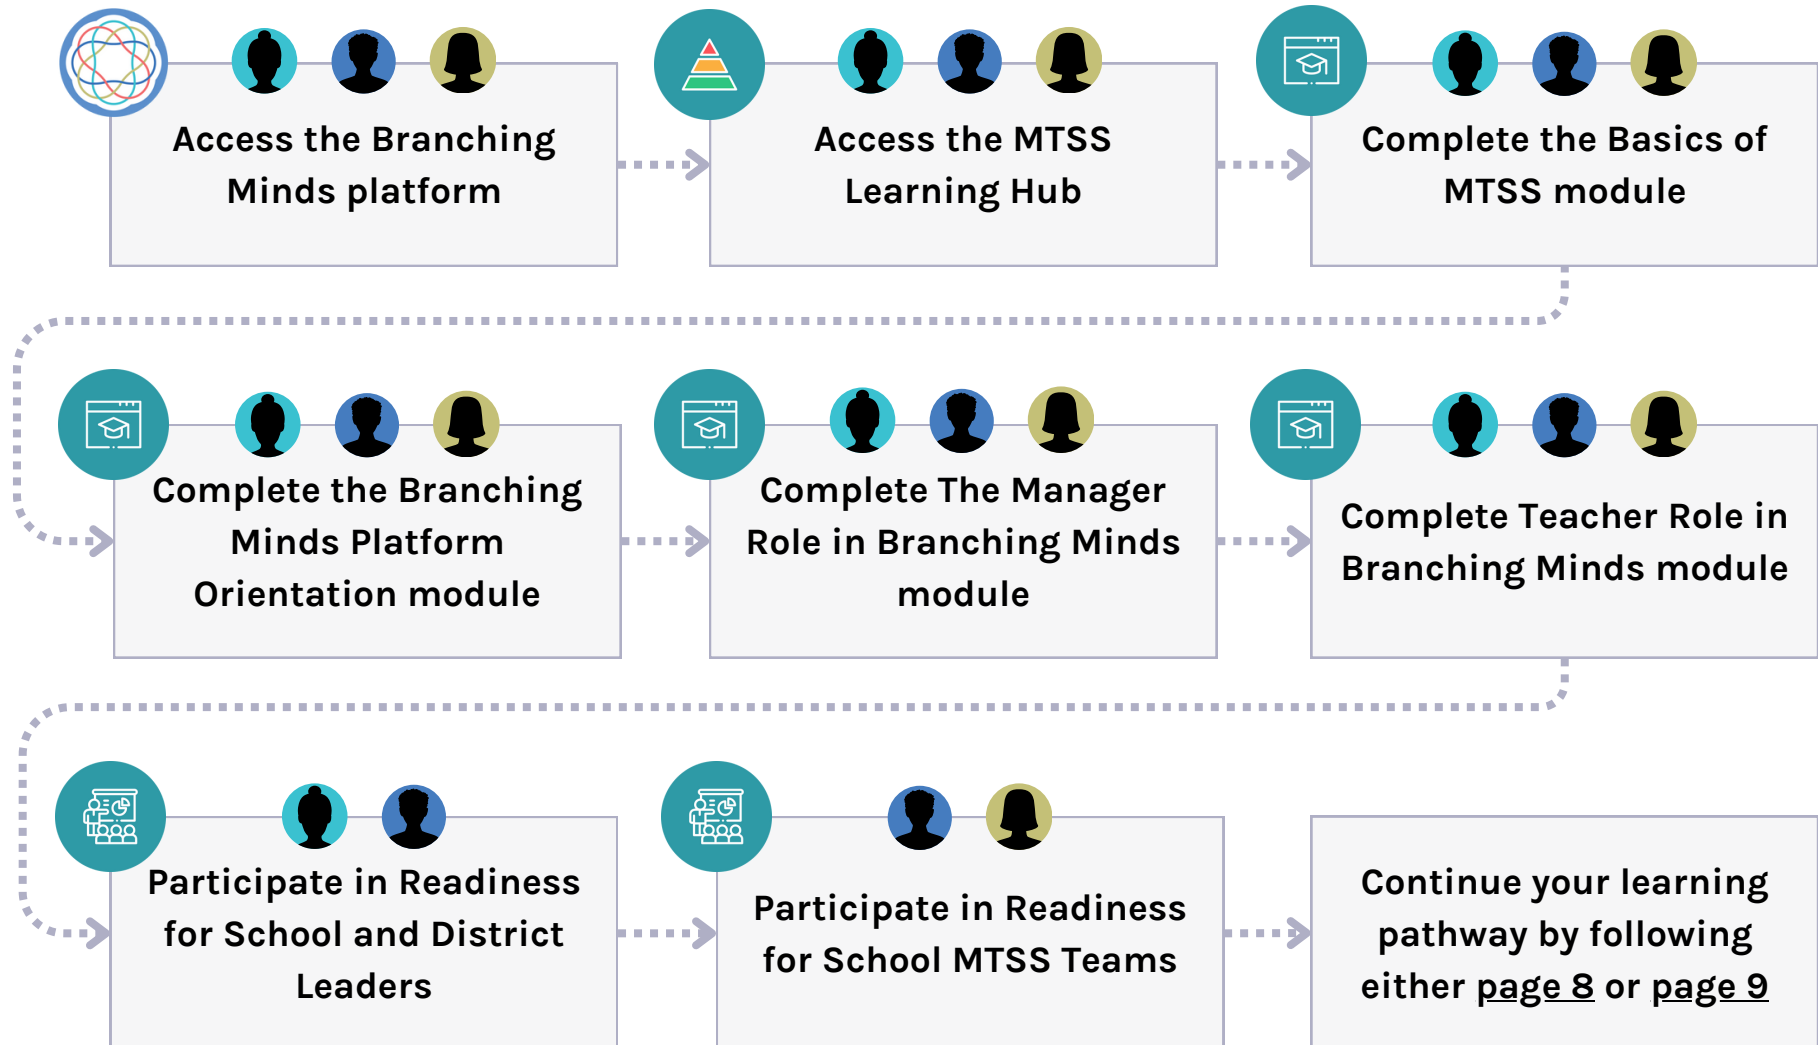 Access the Branching
Minds platform
Access the MTSS
Learning Hub
Complete the Basics of
MTSS module
Complete the Branching
Minds Platform
Orientation module
Complete The Manager
Role in Branching Minds
module
Complete Teacher Role in
Branching Minds module
Participate in Readiness
for School and District
Leaders
Participate in Readiness
for School MTSS Teams
Continue your learning
pathway by following
either page 8 or page 9